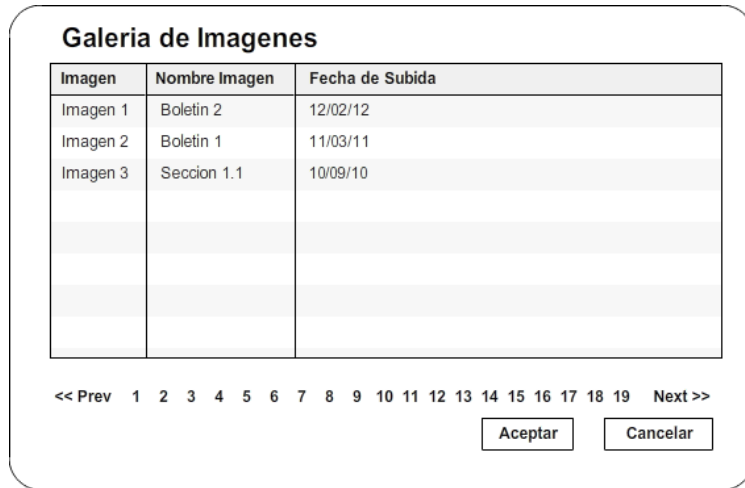 Galeria de Imagenes
Imagen Nombre Imagen Fecha de Subida
Imagen 1 Boletin 2 12/02/12
Imagen 2 Boletin 1 11/03/11
Imagen 3 Seccion 1.1 10/09/10
<< Prev 1 2 3 4 5 6 7 8 9 10 11 12 13 14 15 16 17 18 19 Next >>
Aceptar Cancelar